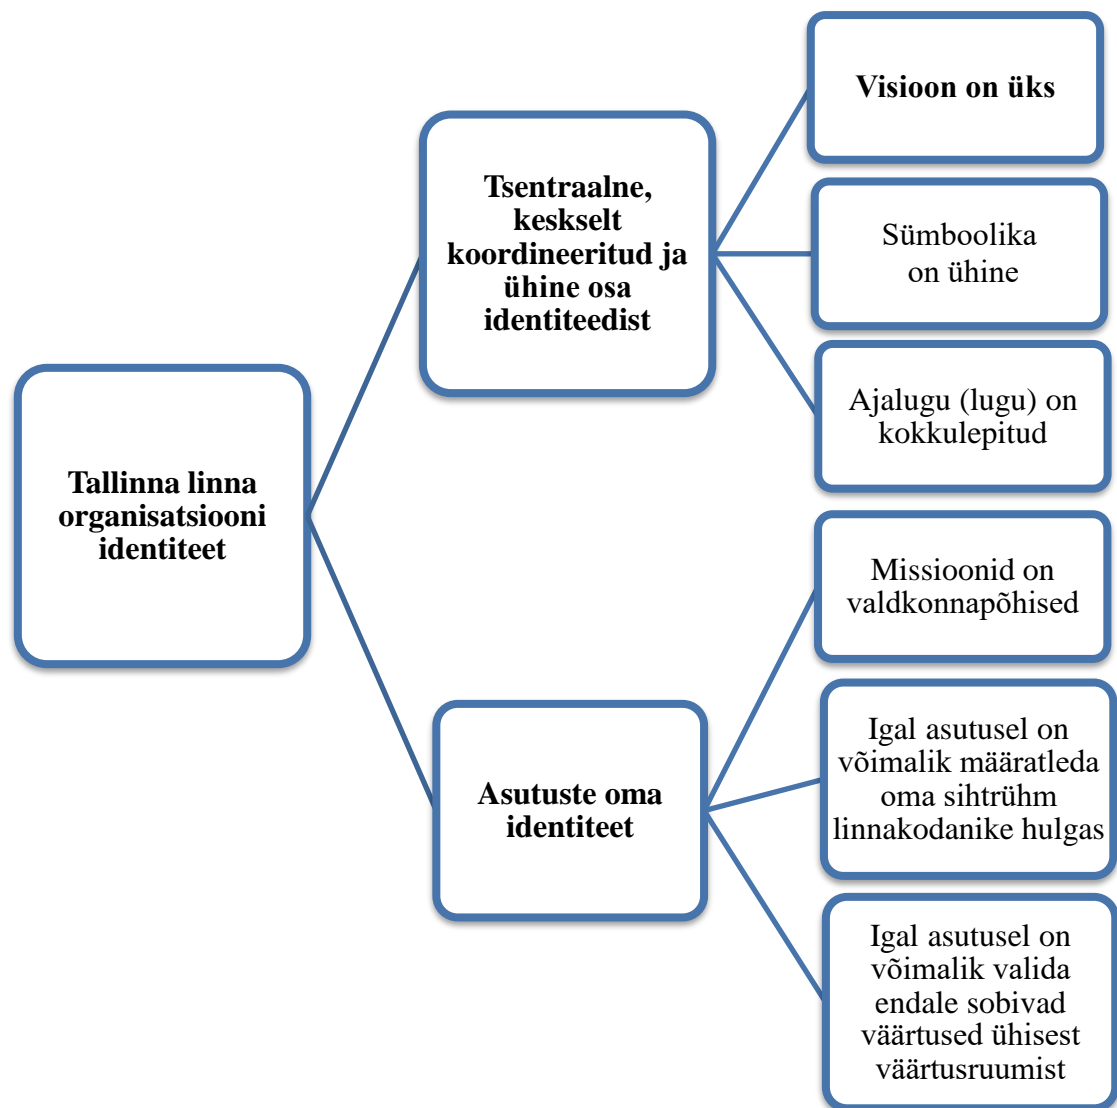 Tallinna linna
organisatsiooni
identiteet
Tsentraalne,
keskselt
koordineeritud ja
ühine osa
identiteedist
Visioon on üks
Sümboolika
on ühine
Ajalugu (lugu) on
kokkulepitud
Asutuste oma
identiteet
Missioonid on
valdkonnapõhised
Igal asutusel on
võimalik määratleda
oma sihtrühm
linnakodanike hulgas
Igal asutusel on
võimalik valida
endale sobivad
väärtused ühisest
väärtusruumist